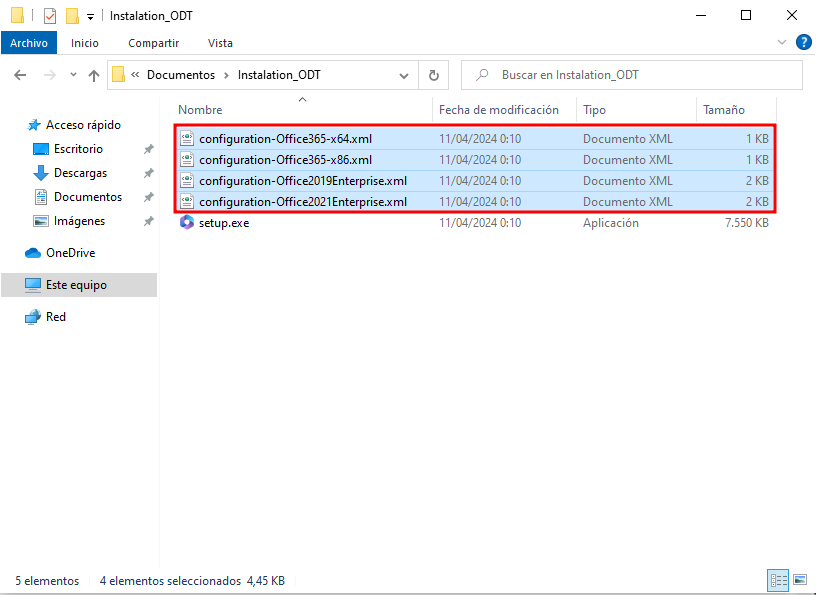 Instalation_ODT
Archivo Inicio Compartir Vista
« Documentos › Instalation_ODT Buscar en Instalation_ODT
Nombre Fecha de modificación Tipo Tamaño
Acceso rápido
Escritorio
Descargas
Documentos
Imágenes
OneDrive
Este equipo
Red
configuration-Office365-x64.xml 11/04/2024 0:10 Documento XML 1 KB
configuration-Office365-x86.xml 11/04/2024 0:10 Documento XML 1 KB
configuration-Office2019Enterprise.xml 11/04/2024 0:10 Documento XML 2 KB
configuration-Office2021Enterprise.xml 11/04/2024 0:10 Documento XML 2 KB
setup.exe 11/04/2024 0:10 Aplicación 7.550 KB
5 elementos 4 elementos seleccionados 4,45 KB